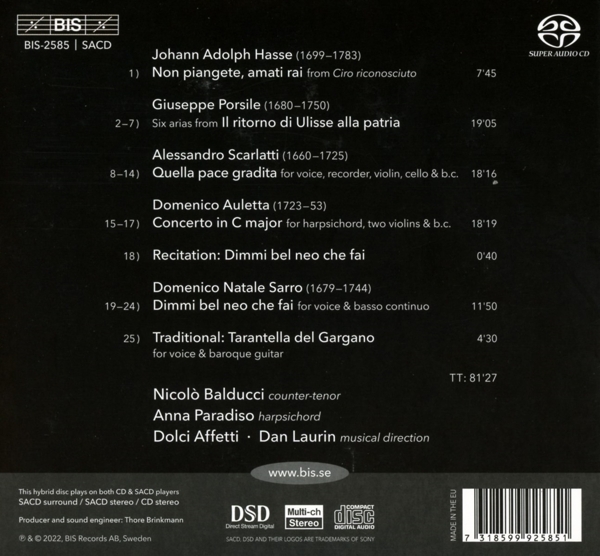 BIS
BIS-2585 | SACD
SUPER AUDIO CD
Johann Adolph Hasse (1699–1783)
1) Non piangete, amati rai from Ciro riconosciuto 7'45
Giuseppe Porsile (1680–1750)
2–7) Six arias from Il ritorno di Ulisse alla patria 19'05
Alessandro Scarlatti (1660–1725)
8–14) Quella pace gradita for voice, recorder, violin, cello & b.c. 18'16
Domenico Auletta (1723–53)
15–17) Concerto in C major for harpsichord, two violins & b.c. 18'19
18) Recitation: Dimmi bel neo che fai 0'40
Domenico Natale Sarro (1679–1744)
19–24) Dimmi bel neo che fai for voice & basso continuo 11'50
25) Traditional: Tarantella del Gargano 4'30
for voice & baroque guitar
TT: 81'27
Nicolò Balducci counter-tenor
Anna Paradiso harpsichord
Dolci Affetti · Dan Laurin musical direction
www.bis.se
This hybrid disc plays on both CD & SACD players
SACD surround / SACD stereo / CD stereo
Producer and sound engineer: Thore Brinkmann
℗ & © 2022, BIS Records AB, Sweden
DSD
Direct Stream Digital
Multi-ch
Stereo
COMPACT
disc
DIGITAL AUDIO
SACD, DSD AND THEIR LOGOS ARE TRADEMARKS OF SONY
MADE IN THE EU
7 318599 925851